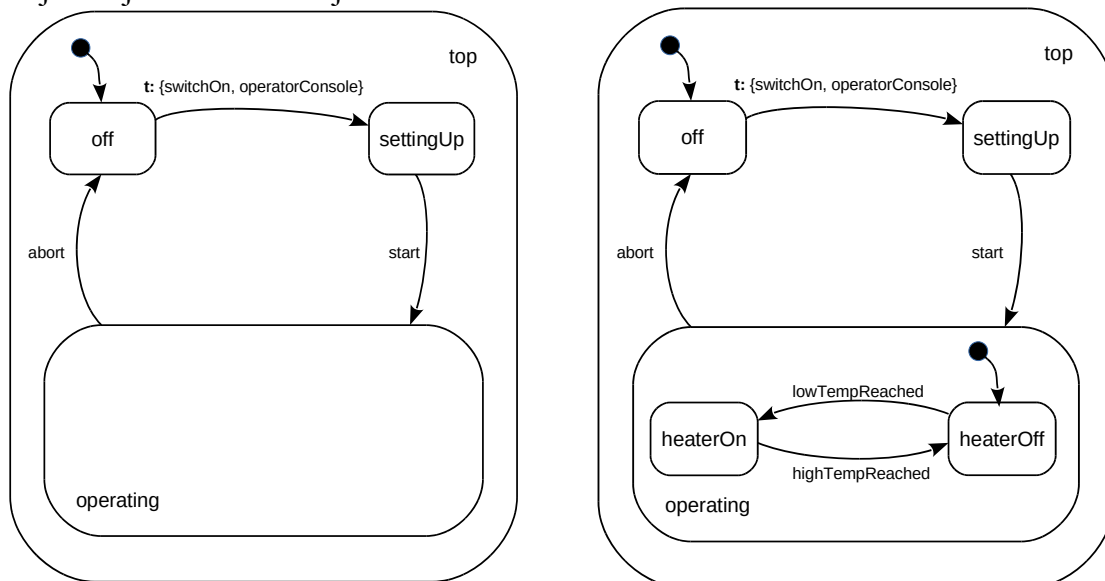 top
t: {switchOn, operatorConsole}
off
settingUp
abort
start
operating
top
t: {switchOn, operatorConsole}
off
settingUp
abort
start
lowTempReached
heaterOn
heaterOff
highTempReached
operating